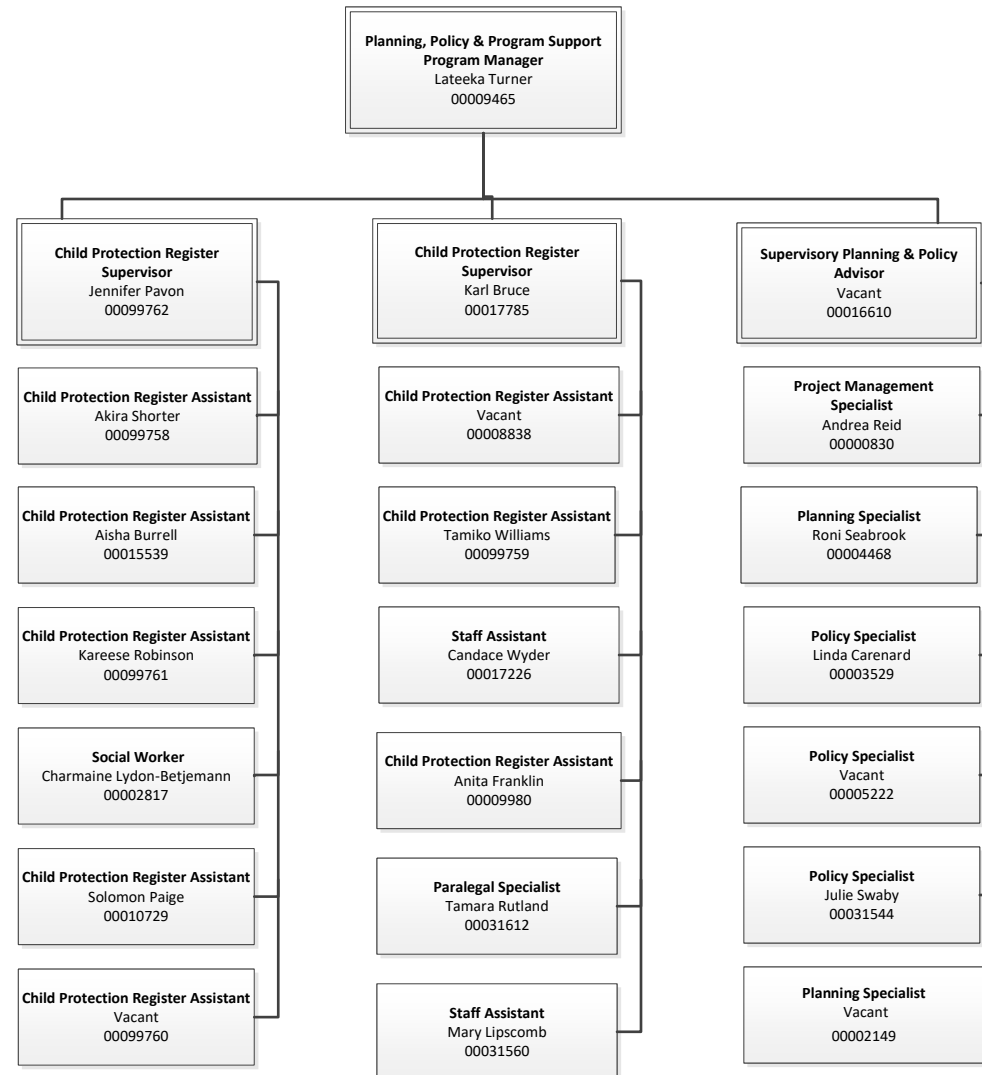 Planning, Policy & Program Support
Program Manager
Lateeka Turner
00009465
Child Protection Register
Supervisor
Jennifer Pavon
00099762
Child Protection Register Assistant
Akira Shorter
00099758
Child Protection Register Assistant
Aisha Burrell
00015539
Child Protection Register Assistant
Kareese Robinson
00099761
Social Worker
Charmaine Lydon-Betjemann
00002817
Child Protection Register Assistant
Solomon Paige
00010729
Child Protection Register Assistant
Vacant
00099760
Child Protection Register
Supervisor
Karl Bruce
00017785
Child Protection Register Assistant
Vacant
00008838
Child Protection Register Assistant
Tamiko Williams
00099759
Staff Assistant
Candace Wyder
00017226
Child Protection Register Assistant
Anita Franklin
00009980
Paralegal Specialist
Tamara Rutland
00031612
Staff Assistant
Mary Lipscomb
00031560
Supervisory Planning & Policy
Advisor
Vacant
00016610
Project Management
Specialist
Andrea Reid
00000830
Planning Specialist
Roni Seabrook
00004468
Policy Specialist
Linda Carenard
00003529
Policy Specialist
Vacant
00005222
Policy Specialist
Julie Swaby
00031544
Planning Specialist
Vacant
00002149